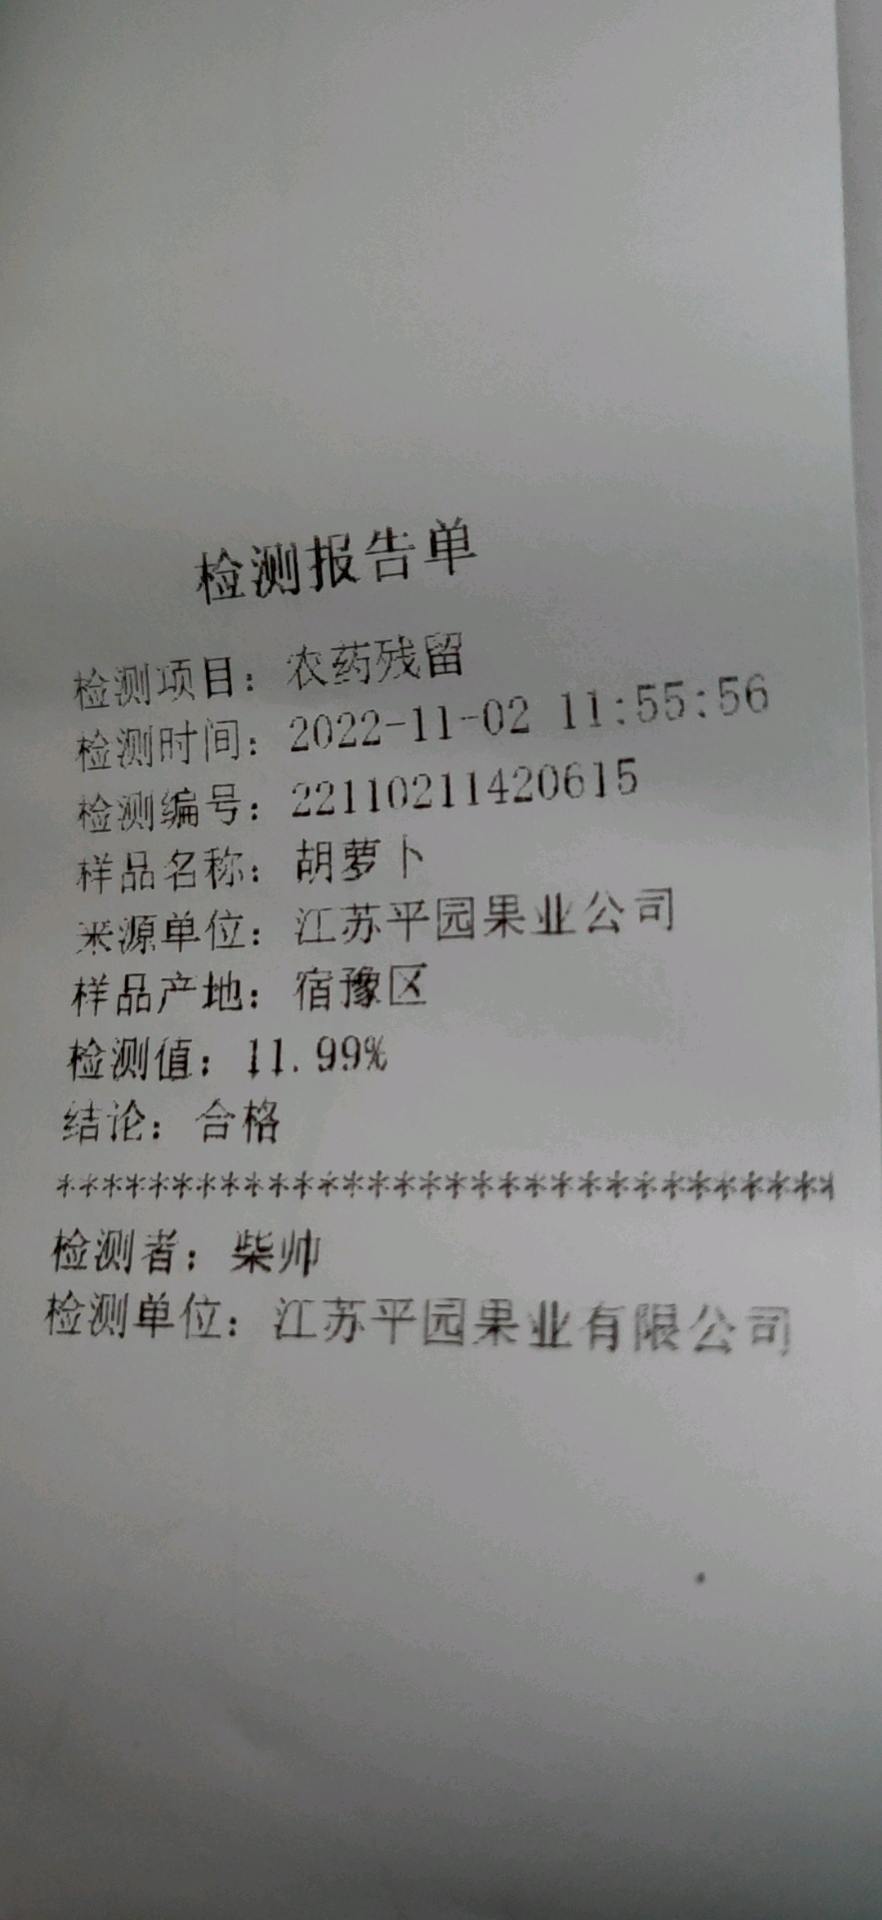 检测报告单
检测项目：农药残留
检测时间：2022-11-02 11:55:56
检测编号：22110211420615
样品名称：胡萝卜
来源单位：江苏平园果业公司
样品产地：宿豫区
检测值：11.99%
结论：合格
*********************************
检测者：柴帅
检测单位：江苏平园果业有限公司